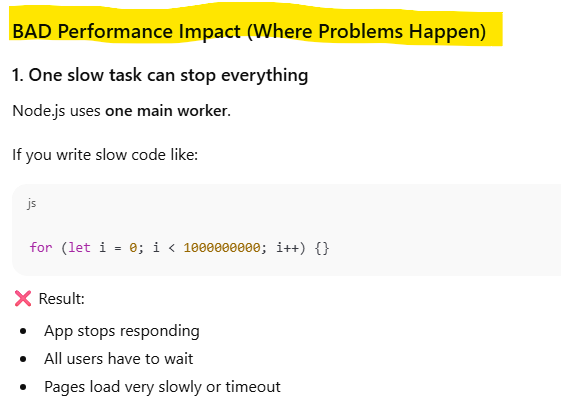 BAD Performance Impact (Where Problems Happen)
1. One slow task can stop everything
Node.js uses one main worker.
If you write slow code like:
js
for (let i = 0; i < 1000000000; i++) {}
❌ Result:
• App stops responding
• All users have to wait
• Pages load very slowly or timeout